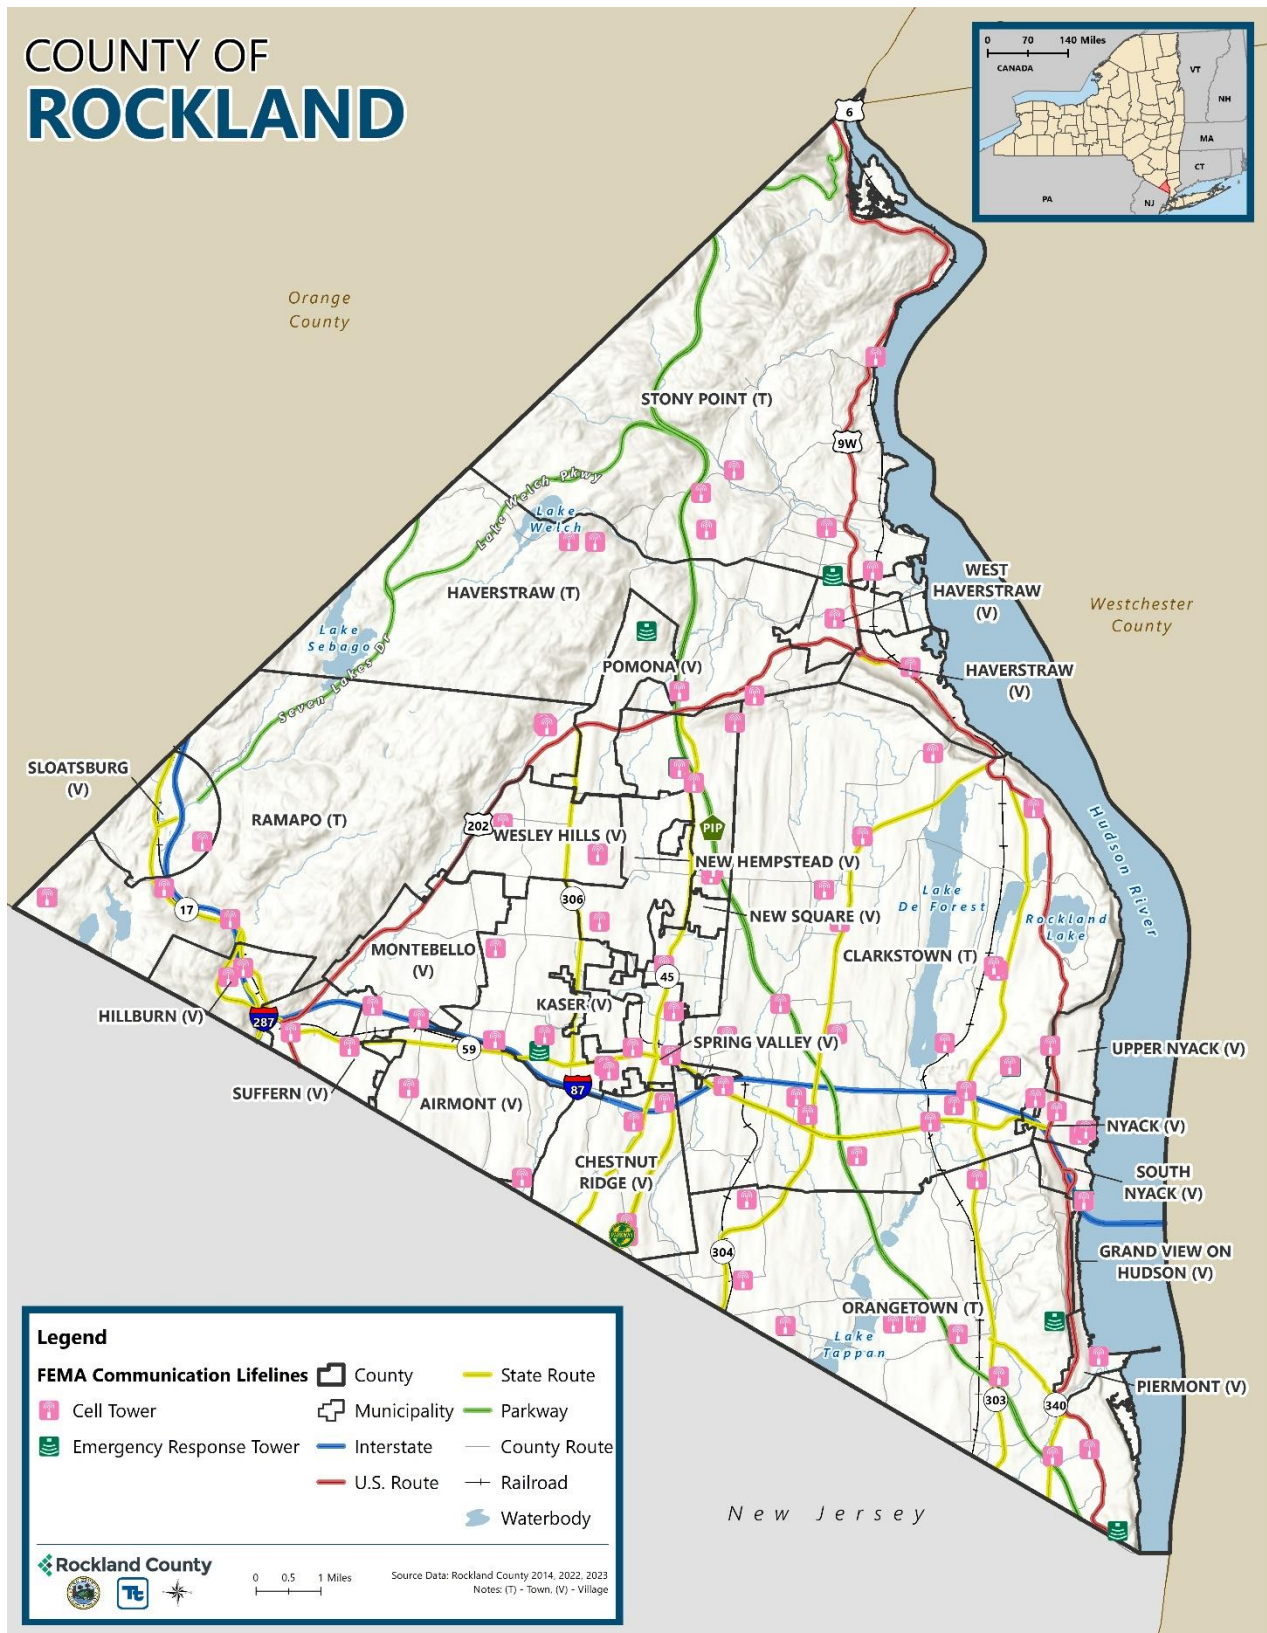 COUNTY OF
ROCKLAND
0 70 140 Miles
CANADA
VT
NH
MA
CT
PA
NJ
6
Orange
County
STONY POINT (T)
9W
Lake Welch Pkwy
Lake
Welch
HAVERSTRAW (T)
WEST
HAVERSTRAW
(V)
Westchester
County
Lake
Sebago
POMONA (V)
HAVERSTRAW
(V)
Seven Lakes Dr
SLOATSBURG
(V)
RAMAPO (T)
202
WESLEY HILLS (V)
PIP
Hudson River
NEW HEMPSTEAD (V)
306
17
Lake
De Forest
Rockland
Lake
NEW SQUARE (V)
MONTEBELLO
(V)
CLARKSTOWN (T)
45
KASER (V)
HILLBURN (V)
287
SPRING VALLEY (V)
UPPER NYACK (V)
59
SUFFERN (V)
87
AIRMONT (V)
NYACK (V)
CHESTNUT
RIDGE (V)
SOUTH
NYACK (V)
304
GRAND VIEW ON
HUDSON (V)
ORANGETOWN (T)
Lake
Tappan
PIERMONT (V)
303
340
New Jersey
Legend
FEMA Communication Lifelines
Cell Tower
Emergency Response Tower
County
Municipality
Interstate
U.S. Route
State Route
Parkway
County Route
Railroad
Waterbody
Rockland County
Tt
0 0.5 1 Miles
Source Data: Rockland County 2014, 2022, 2023
Notes: (T) - Town, (V) - Village